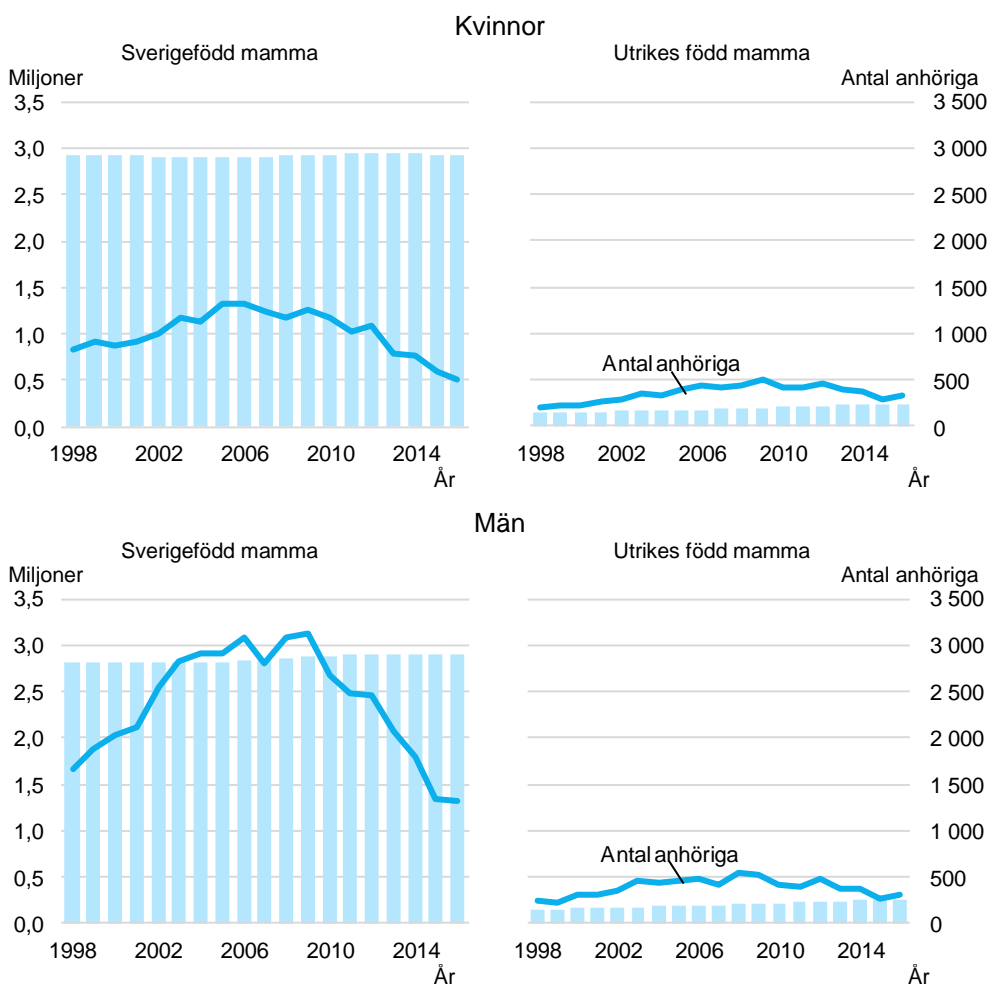 Kvinnor
Sverigefödd mamma
Utrikes född mamma
Miljoner
Antal anhöriga
3,5
3,0
2,5
2,0
1,5
1,0
0,5
0,0
3 500
3 000
2 500
2 000
1 500
1 000
500
0
Antal anhöriga
1998 2002 2006 2010 2014
År
1998 2002 2006 2010 2014
År
Män
Sverigefödd mamma
Utrikes född mamma
Miljoner
Antal anhöriga
3,5
3,0
2,5
2,0
1,5
1,0
0,5
0,0
3 500
3 000
2 500
2 000
1 500
1 000
500
0
Antal anhöriga
1998 2002 2006 2010 2014
År
1998 2002 2006 2010 2014
År